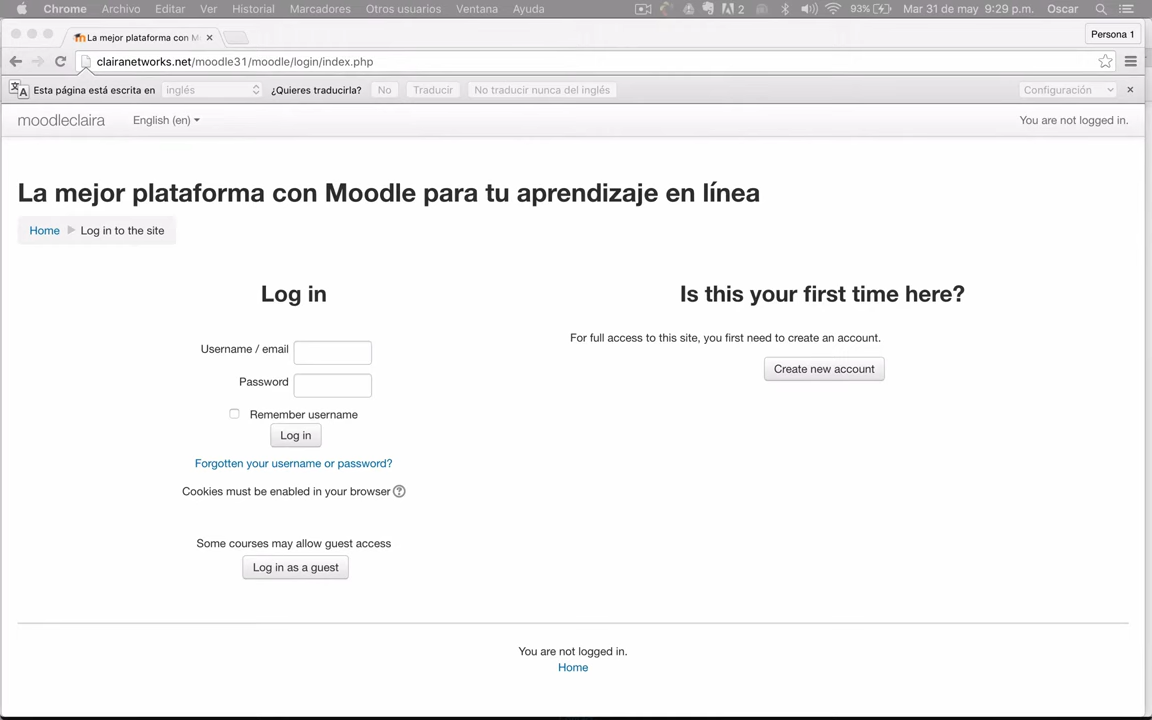 Chrome Archivo Editar Ver Historial Marcadores Otros usuarios Ventana Ayuda 2 93% Mar 31 de may 9:29 p.m. Oscar
La mejor plataforma con M Persona 1
clairanetworks.net/moodle31/moodle/login/index.php
Esta página está escrita en inglés ¿Quieres traducirla? No Traducir No traducir nunca del inglés Configuración
moodleclaira English (en) You are not logged in.
La mejor plataforma con Moodle para tu aprendizaje en línea
Home Log in to the site
Log in
Username / email
Password
Remember username
Log in
Forgotten your username or password?
Cookies must be enabled in your browser
Some courses may allow guest access
Log in as a guest
Is this your first time here?
For full access to this site, you first need to create an account.
Create new account
You are not logged in.
Home